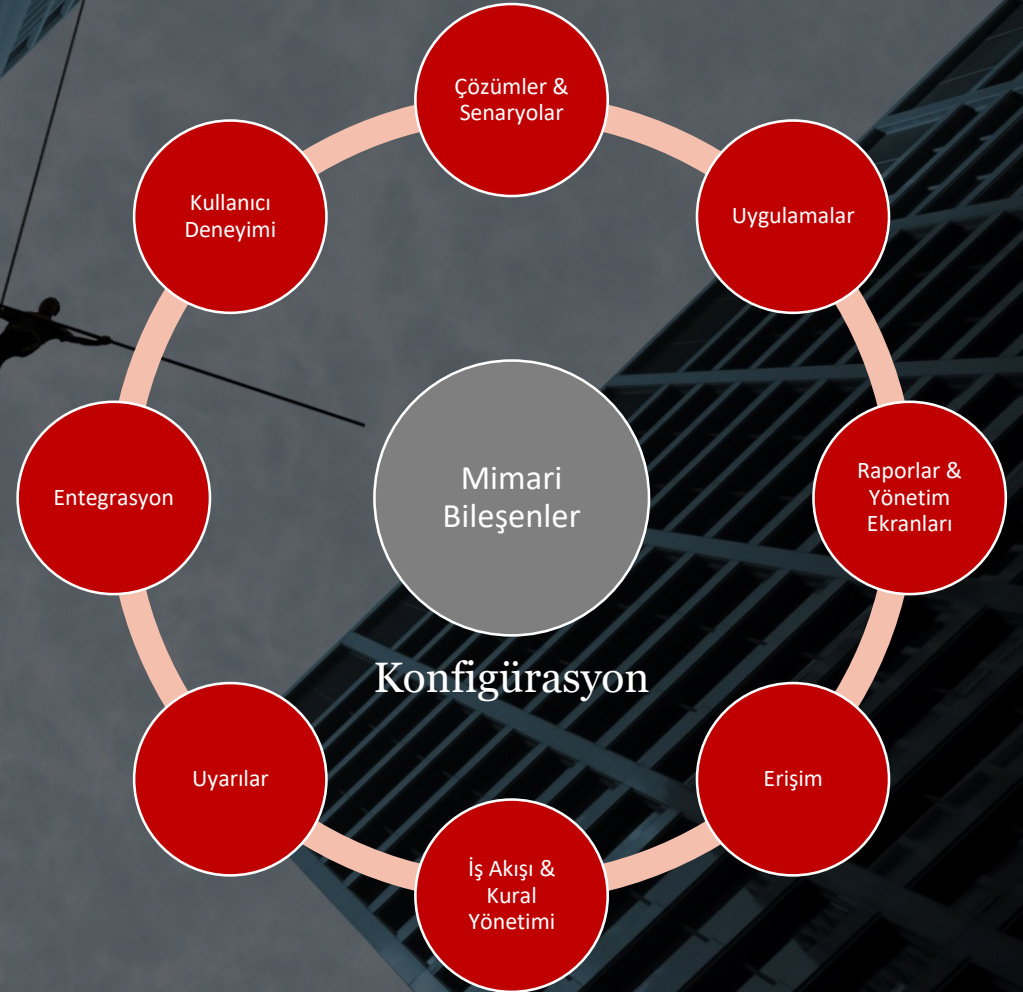 Çözümler &
Senaryolar
Uygulamalar
Raporlar &
Yönetim
Ekranları
Erişim
İş Akışı &
Kural
Yönetimi
Uyarılar
Entegrasyon
Kullanıcı
Deneyimi
Mimari
Bileşenler
Konfigürasyon